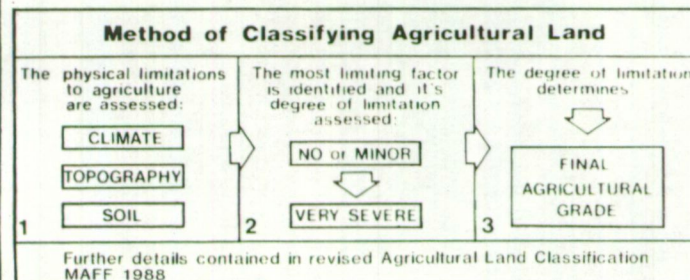 Method of Classifying Agricultural Land
The physical limitations
to agriculture
are assessed:
CLIMATE
TOPOGRAPHY
SOIL
1
The most limiting factor
is identified and it's
degree of limitation
assessed:
NO or MINOR
VERY SEVERE
2
The degree of limitation
determines
FINAL
AGRICULTURAL
GRADE
3
Further details contained in revised Agricultural Land Classification
MAFF 1988